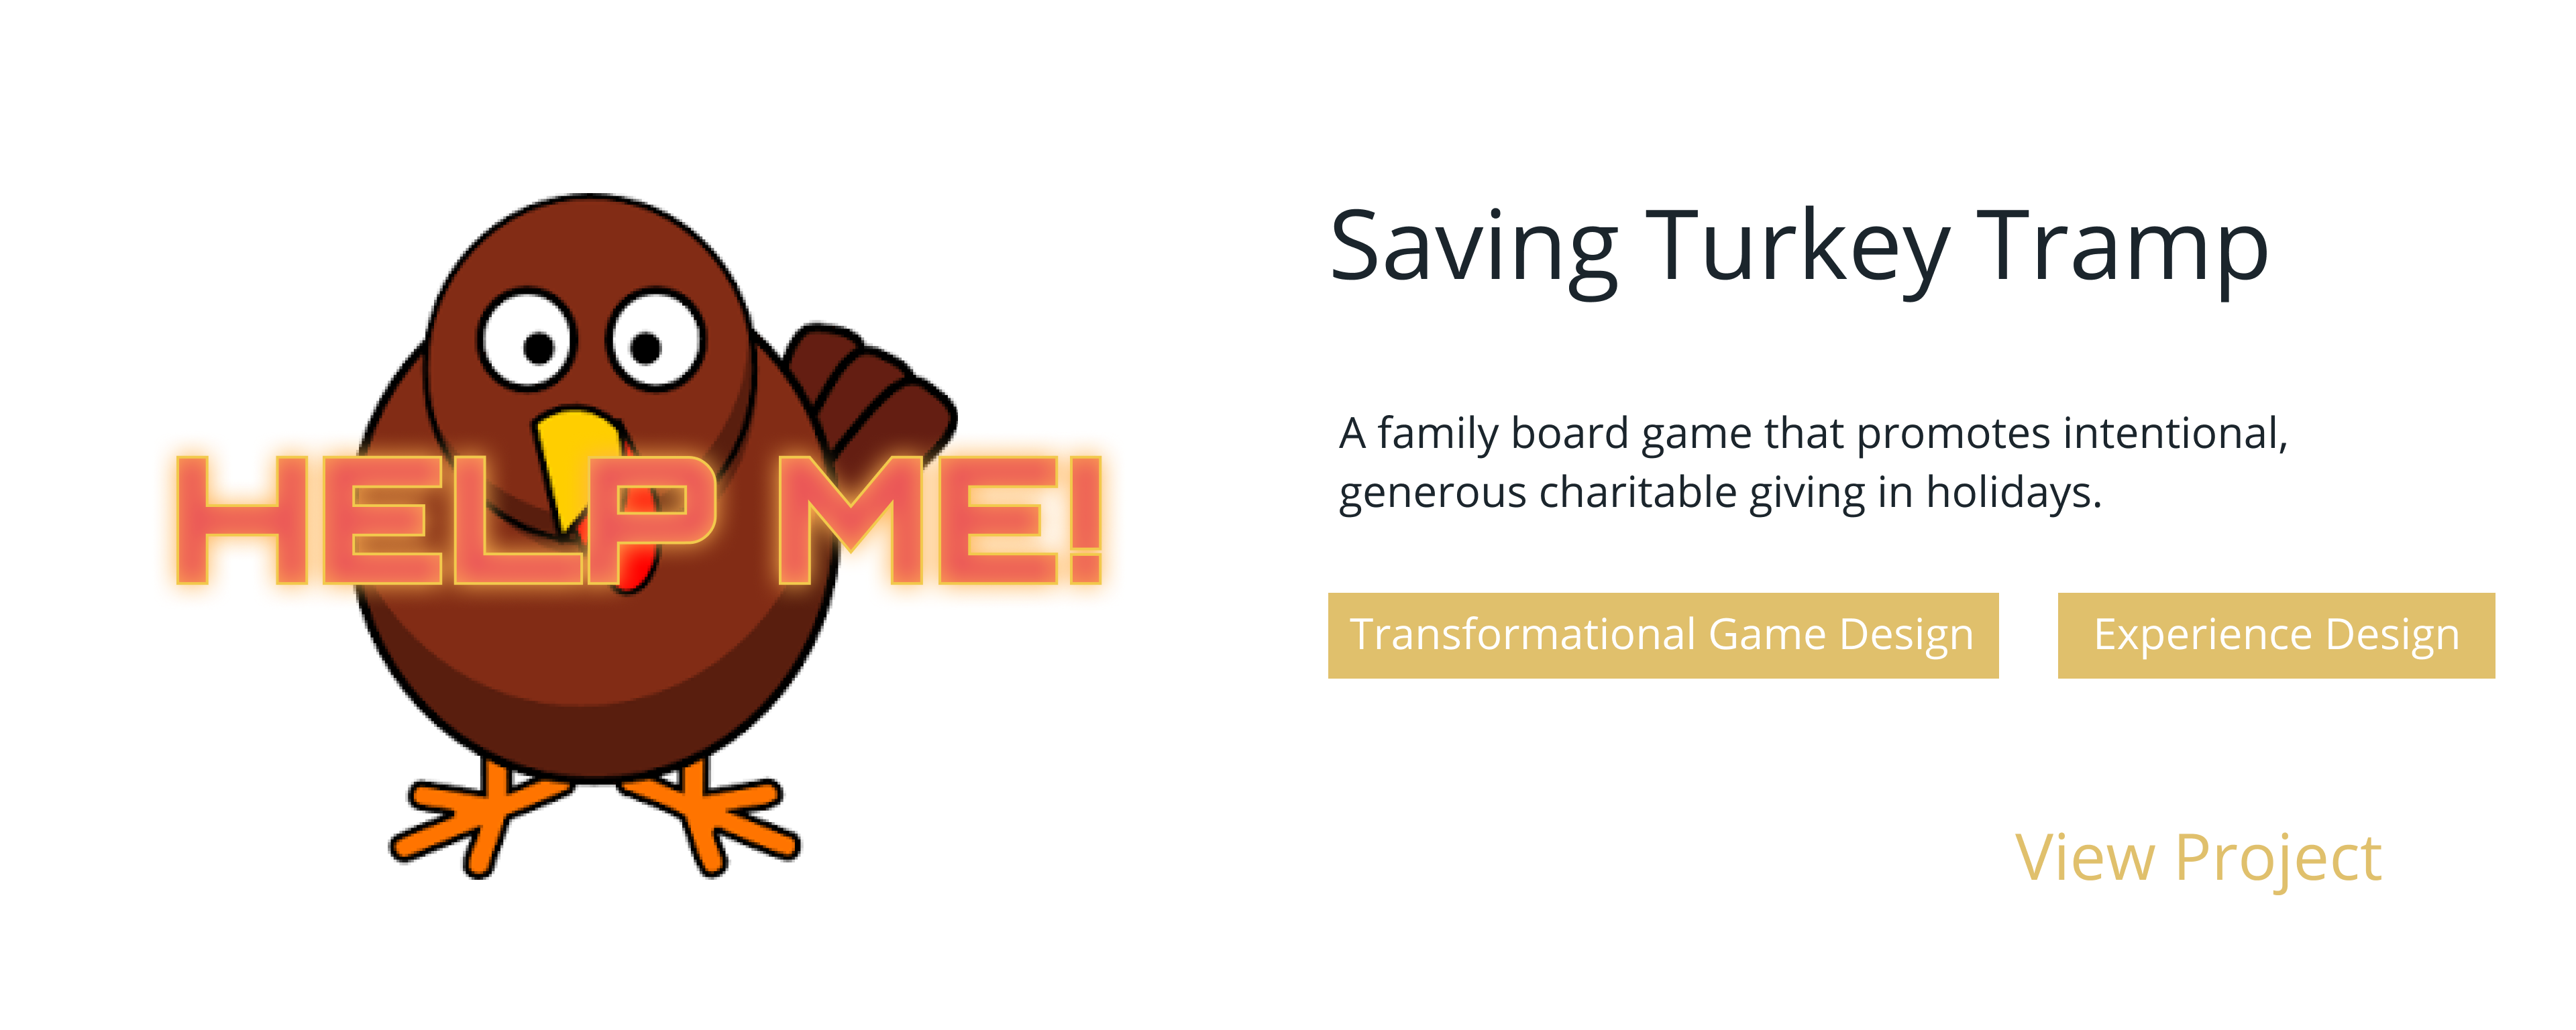 HELP ME!
Saving Turkey Tramp
A family board game that promotes intentional,
generous charitable giving in holidays.
Transformational Game Design
Experience Design
View Project